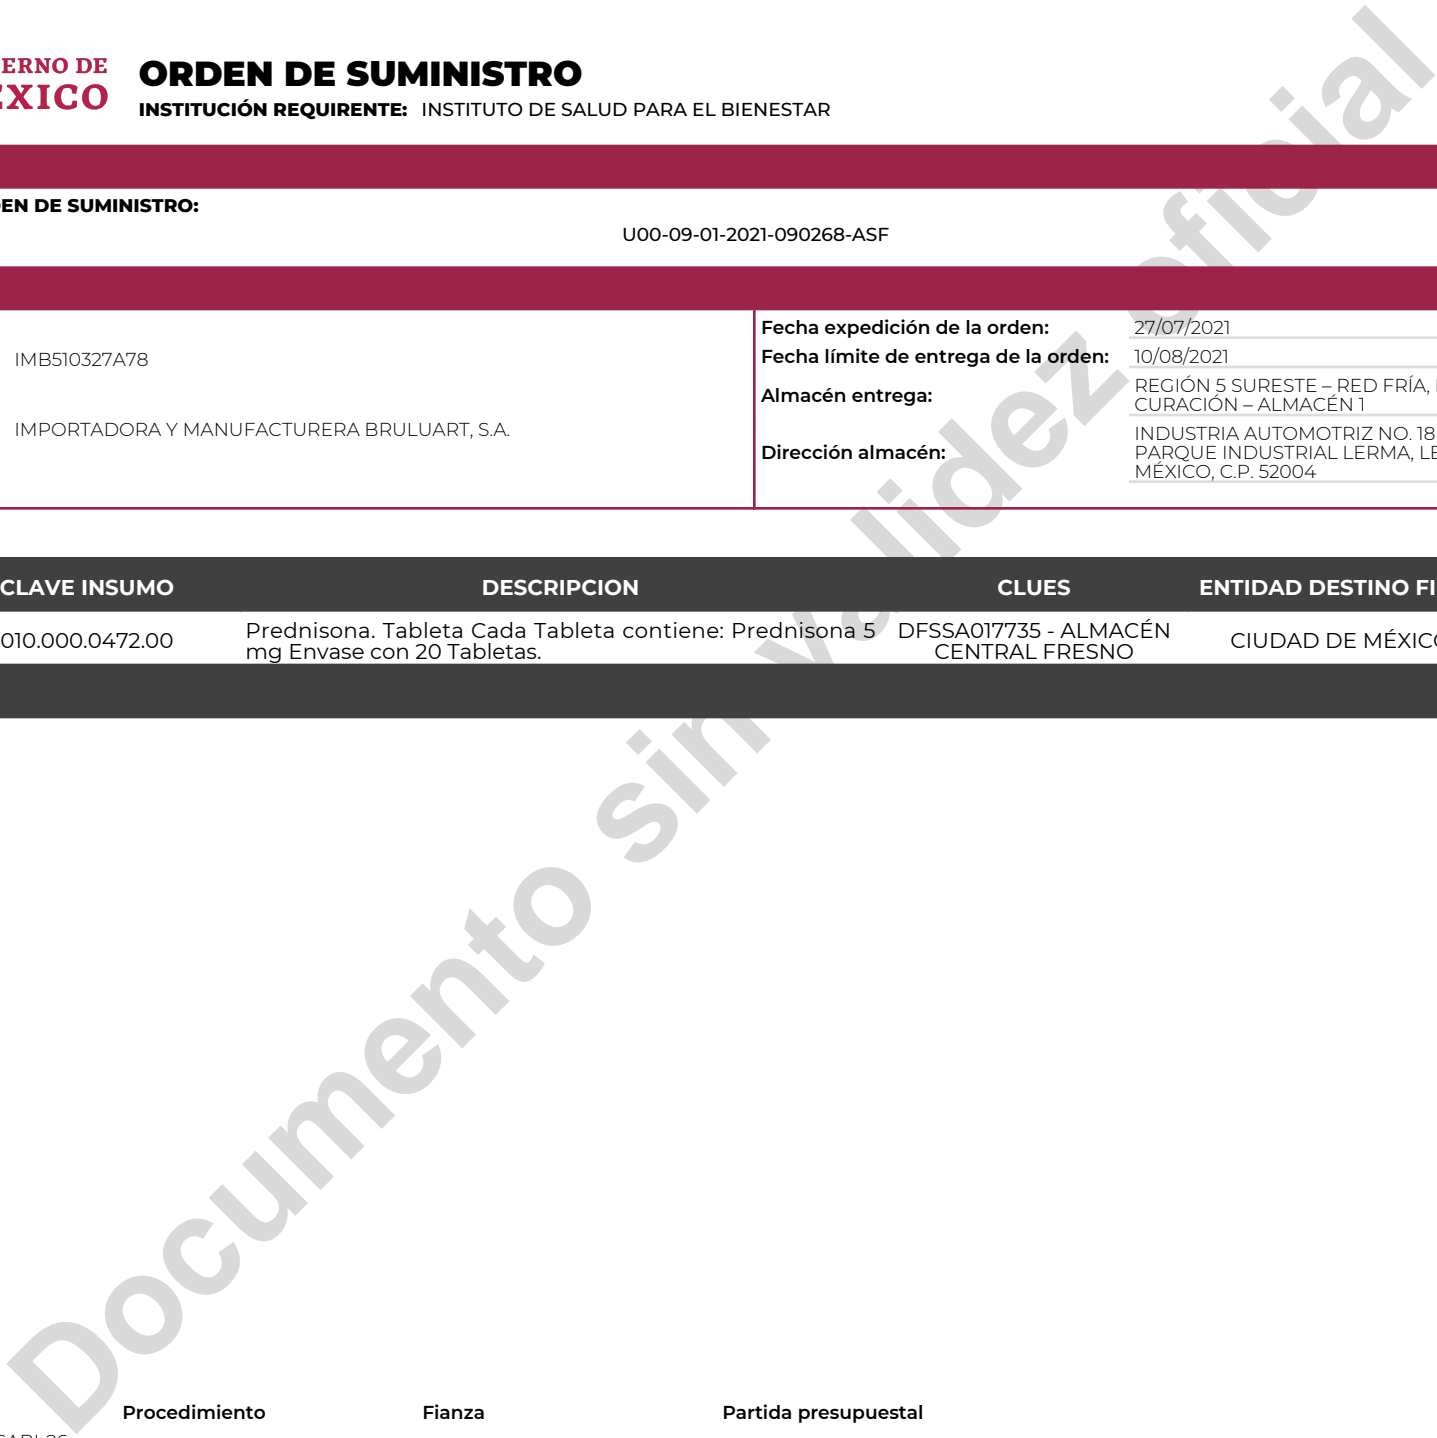 ERNO DE
ÉXICO
ORDEN DE SUMINISTRO
INSTITUCIÓN REQUIRENTE: INSTITUTO DE SALUD PARA EL BIENESTAR
EN DE SUMINISTRO:
U00-09-01-2021-090268-ASF
IMB510327A78
IMPORTADORA Y MANUFACTURERA BRULUART, S.A.
Fecha expedición de la orden: 27/07/2021
Fecha límite de entrega de la orden: 10/08/2021
Almacén entrega:
REGIÓN 5 SURESTE – RED FRÍA,
CURACIÓN – ALMACÉN 1
Dirección almacén:
INDUSTRIA AUTOMOTRIZ NO. 18
PARQUE INDUSTRIAL LERMA, LE
MÉXICO, C.P. 52004
CLAVE INSUMO DESCRIPCION CLUES ENTIDAD DESTINO FI
010.000.0472.00
Prednisona. Tableta Cada Tableta contiene: Prednisona 5
mg Envase con 20 Tabletas.
DFSSA017735 - ALMACÉN
CENTRAL FRESNO
CIUDAD DE MÉXICO
Documento sin validez oficial
Procedimiento Fianza Partida presupuestal